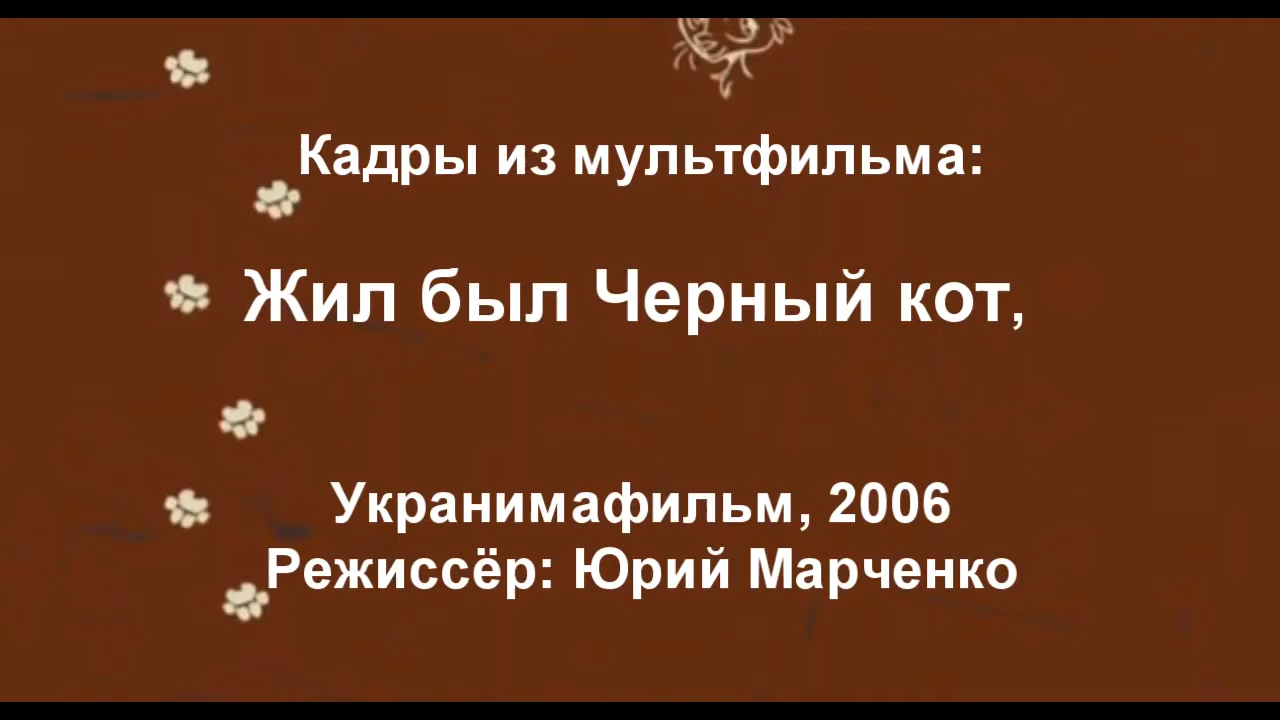 Кадры из мультфильма:
Жил был Черный кот,
Укранимафильм, 2006
Режиссёр: Юрий Марченко